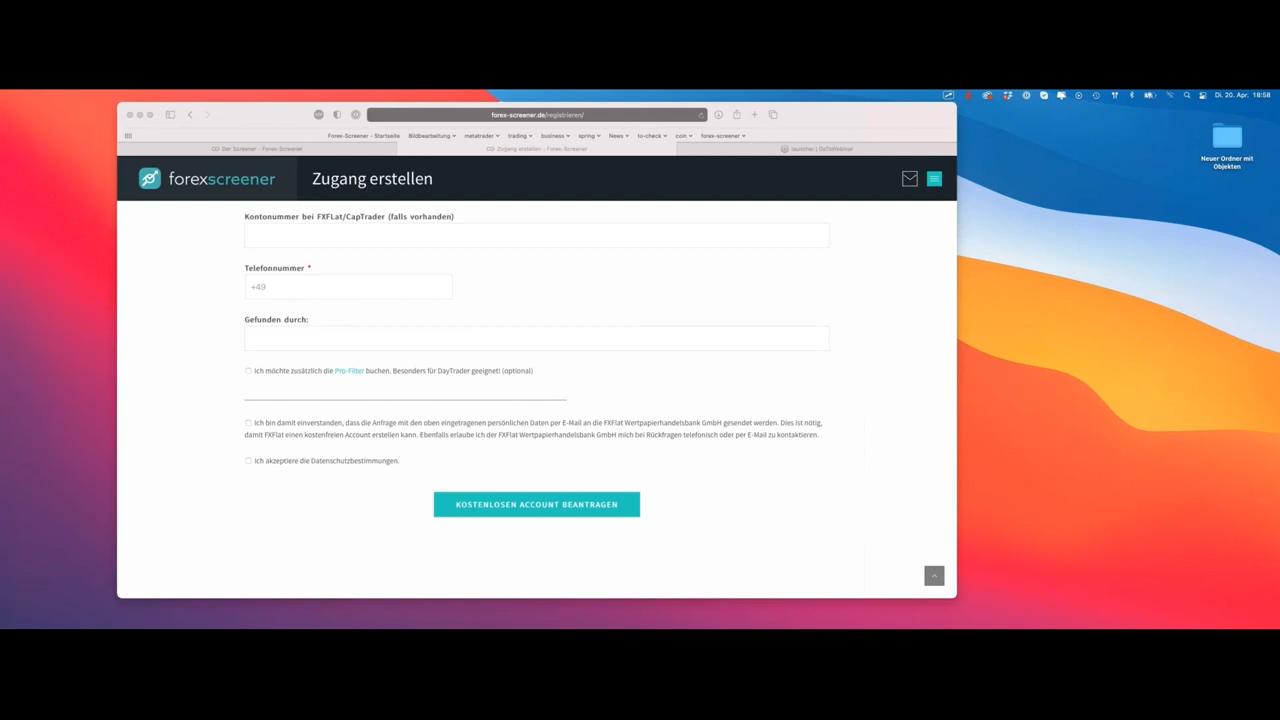 Di. 20. Apr. 18:58
forex-screener.de/registrieren/
Forex-Screener - Startseite Bildbearbeitung metatrader trading business spring News to-check coin forex-screener
Der Screener - Forex-Screener
Zugang erstellen - Forex-Screener
launcher | GoToWebinar
Neuer Ordner mit
Objekten
forexscreener
Zugang erstellen
Kontonummer bei FXFLat/CapTrader (falls vorhanden)
Telefonnummer *
+49
Gefunden durch:
Ich möchte zusätzlich die Pro-Filter buchen. Besonders für DayTrader geeignet! (optional)
Ich bin damit einverstanden, dass die Anfrage mit den oben eingetragenen persönlichen Daten per E-Mail an die FXFlat Wertpapierhandelsbank GmbH gesendet werden. Dies ist nötig,
damit FXFlat einen kostenfreien Account erstellen kann. Ebenfalls erlaube ich der FXFlat Wertpapierhandelsbank GmbH mich bei Rückfragen telefonisch oder per E-Mail zu kontaktieren.
Ich akzeptiere die Datenschutzbestimmungen.
KOSTENLOSEN ACCOUNT BEANTRAGEN